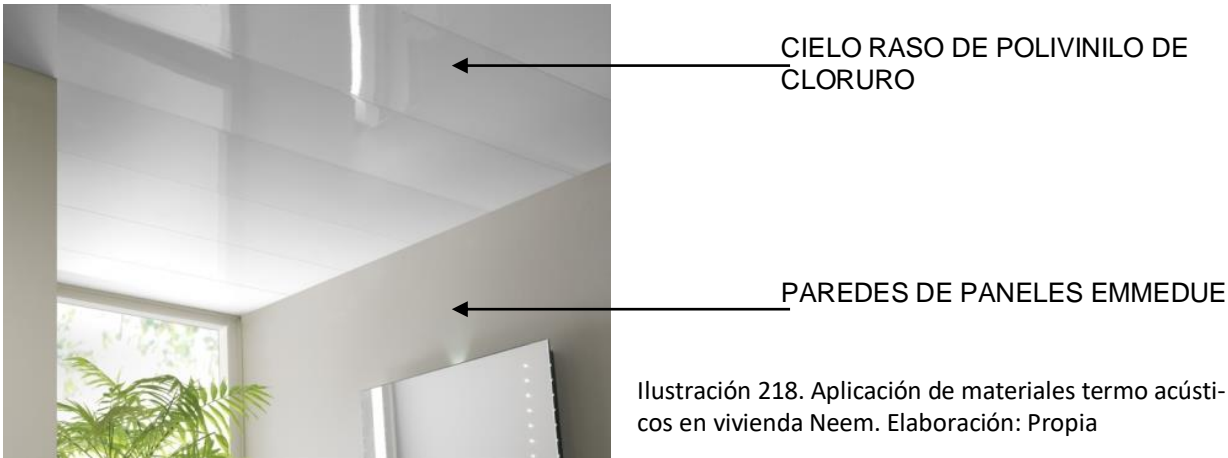 CIELO RASO DE POLIVINILO DE
CLORURO
PAREDES DE PANELES EMMEDUE
Ilustración 218. Aplicación de materiales termo acústi-
cos en vivienda Neem. Elaboración: Propia